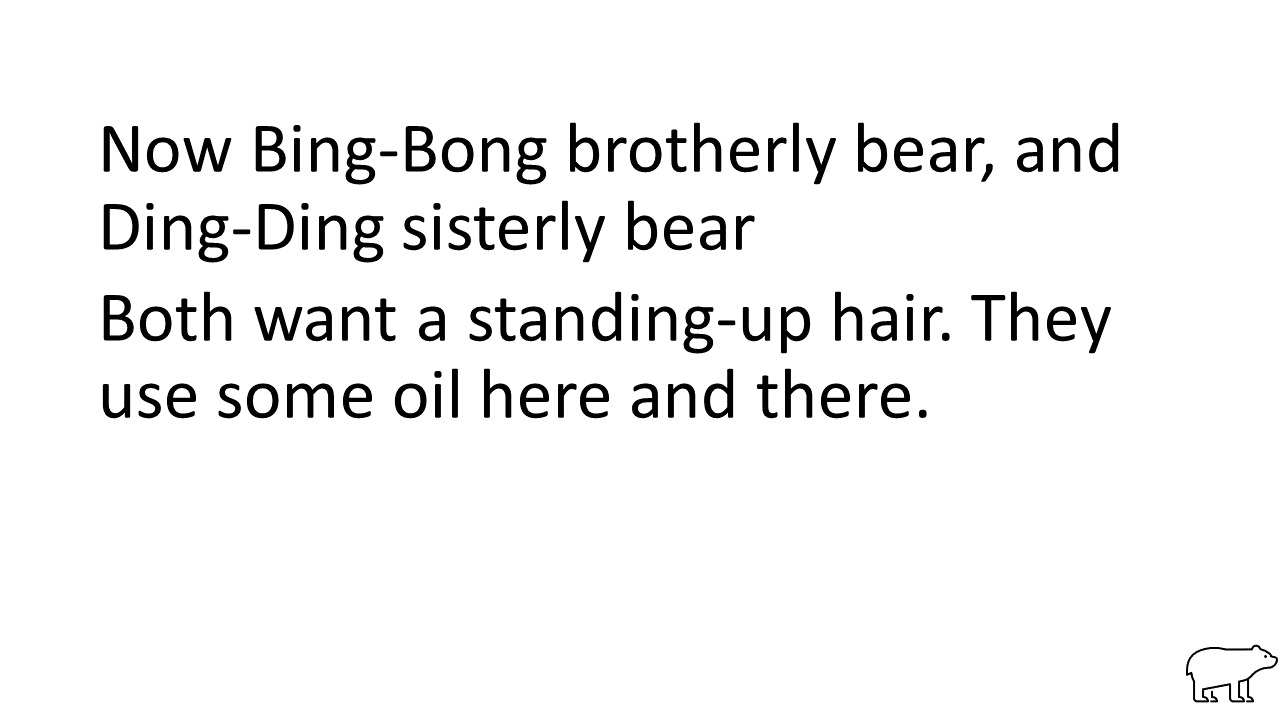 Now Bing-Bong brotherly bear, and
Ding-Ding sisterly bear
Both want a standing-up hair. They
use some oil here and there.